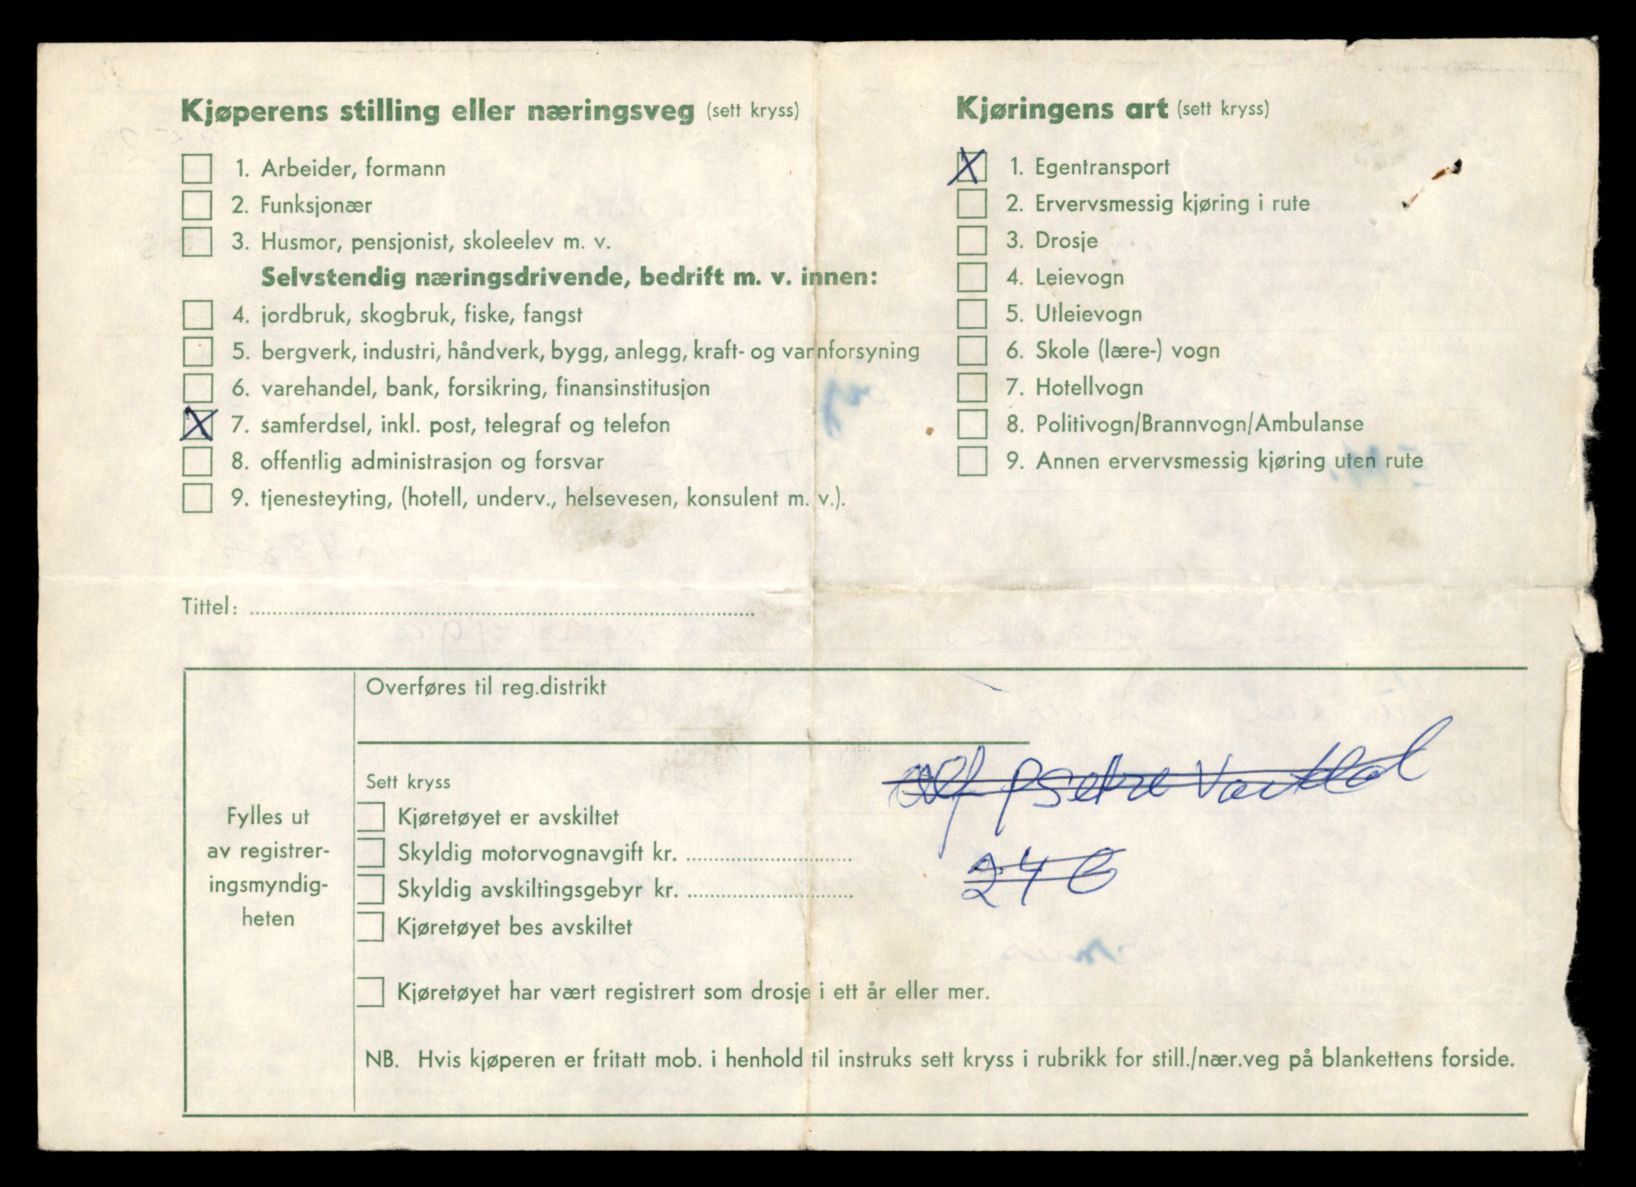 Kjøperens stilling eller næringsveg (sett kryss)
1. Arbeider, formann
2. Funksjonær
3. Husmor, pensjonist, skoleelev m. v.
Selvstendig næringsdrivende, bedrift m. v. innen:
4. jordbruk, skogbruk, fiske, fangst
5. bergverk, industri, håndverk, bygg, anlegg, kraft- og vannforsyning
6. varehandel, bank, forsikring, finansinstitusjon
X 7. samferdsel, inkl. post, telegraf og telefon
8. offentlig administrasjon og forsvar
9. tjenesteyting, (hotell, underv., helsevesen, konsulent m. v.).
Kjøringens art (sett kryss)
X 1. Egentransport
2. Ervervsmessig kjøring i rute
3. Drosje
4. Leievogn
5. Utleievogn
6. Skole (lære-) vogn
7. Hotellvogn
8. Politivogn/Brannvogn/Ambulanse
9. Annen ervervsmessig kjøring uten rute
Tittel:
Fylles ut
av registrer-
ingsmyndig-
heten
Overføres til reg.distrikt
Sett kryss
Kjøretøyet er avskiltet
Skyldig motorvognavgift kr.
Skyldig avskiltingsgebyr kr.
Kjøretøyet bes avskiltet
Kjøretøyet har vært registrert som drosje i ett år eller mer.
NB. Hvis kjøperen er fritatt mob. i henhold til instruks sett kryss i rubrikk for still./nær.veg på blankettens forside.